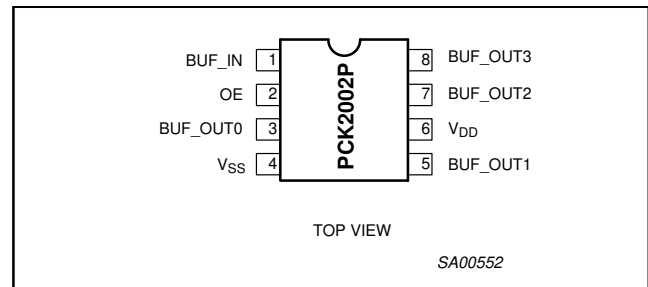 BUF_IN 1 8 BUF_OUT3
OE 2 7 BUF_OUT2
BUF_OUT0 3 6 VDD
VSS 4 5 BUF_OUT1
PCK2002P
TOP VIEW
SA00552